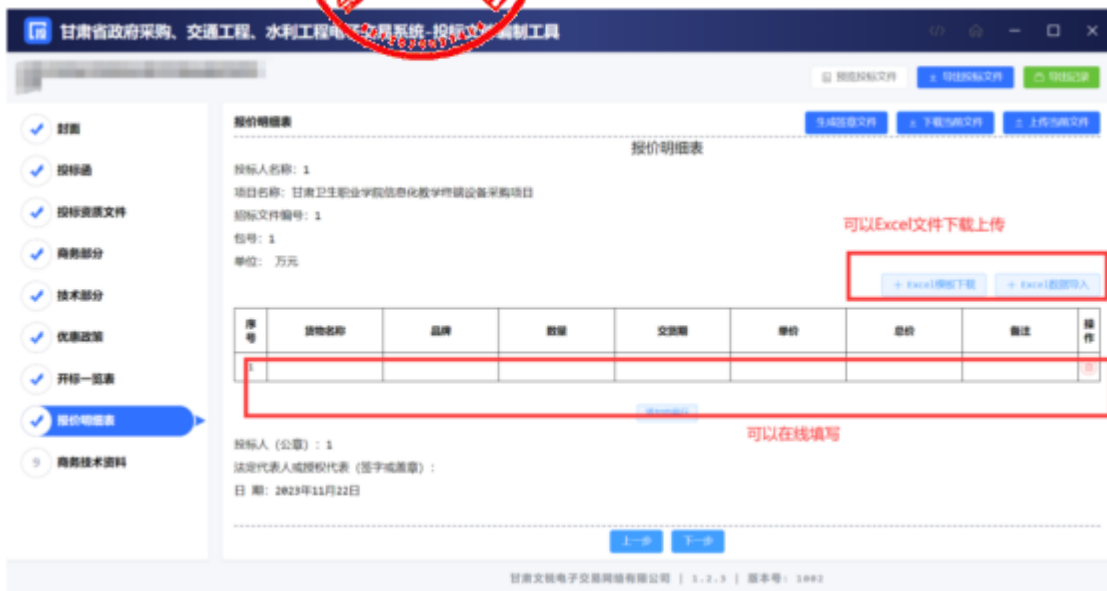 甘肃省政府采购、交通工程、水利工程电子交易系统-投标文件编制工具
预览投标文件
导出投标文件
导出记录
封面
投标函
投标资质文件
商务部分
技术部分
优惠政策
开标一览表
报价明细表
9 商务技术资料
报价明细表
生成签章文件
下载当前文件
上传当前文件
报价明细表
投标人名称：1
项目名称：甘肃卫生职业学院信息化教学终端设备采购项目
招标文件编号：1
包号：1
单位： 万元
可以Excel文件下载上传
+ Excel模板下载
+ Excel数据导入
序号 货物名称 品牌 数量 交货期 单价 总价 备注 操作
1
可以在线填写
投标人（公章）：1
法定代表人或授权代表（签字或盖章）：
日 期：2023年11月22日
上一步
下一步
甘肃文锐电子交易网络有限公司 | 1.2.3 | 版本号：1002